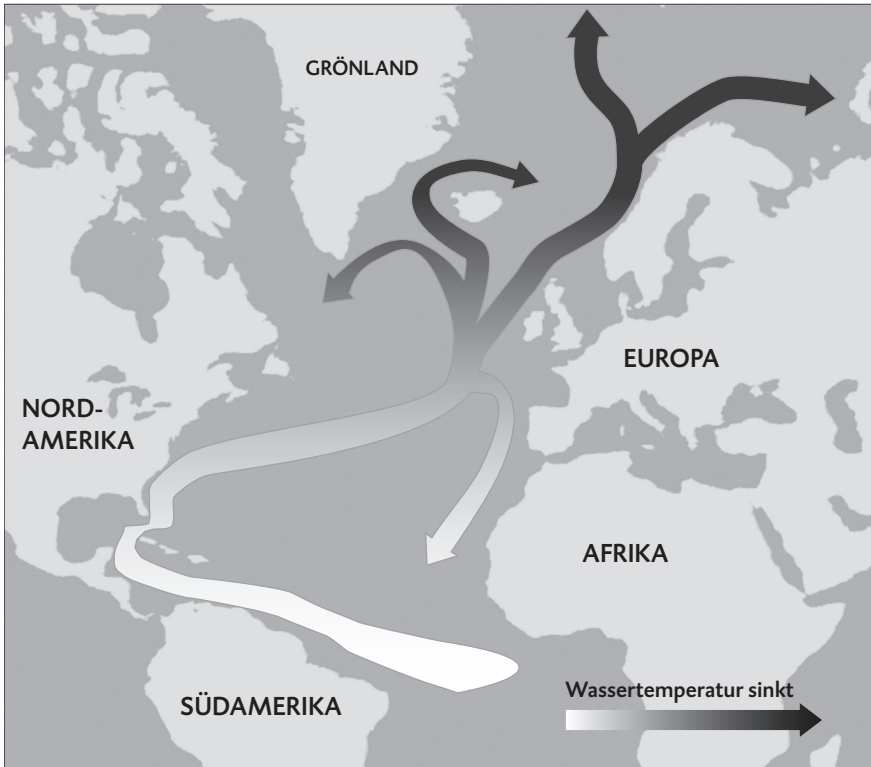 GRÖNLAND
EUROPA
NORD-
AMERIKA
AFRIKA
Wassertemperatur sinkt
SÜDAMERIKA